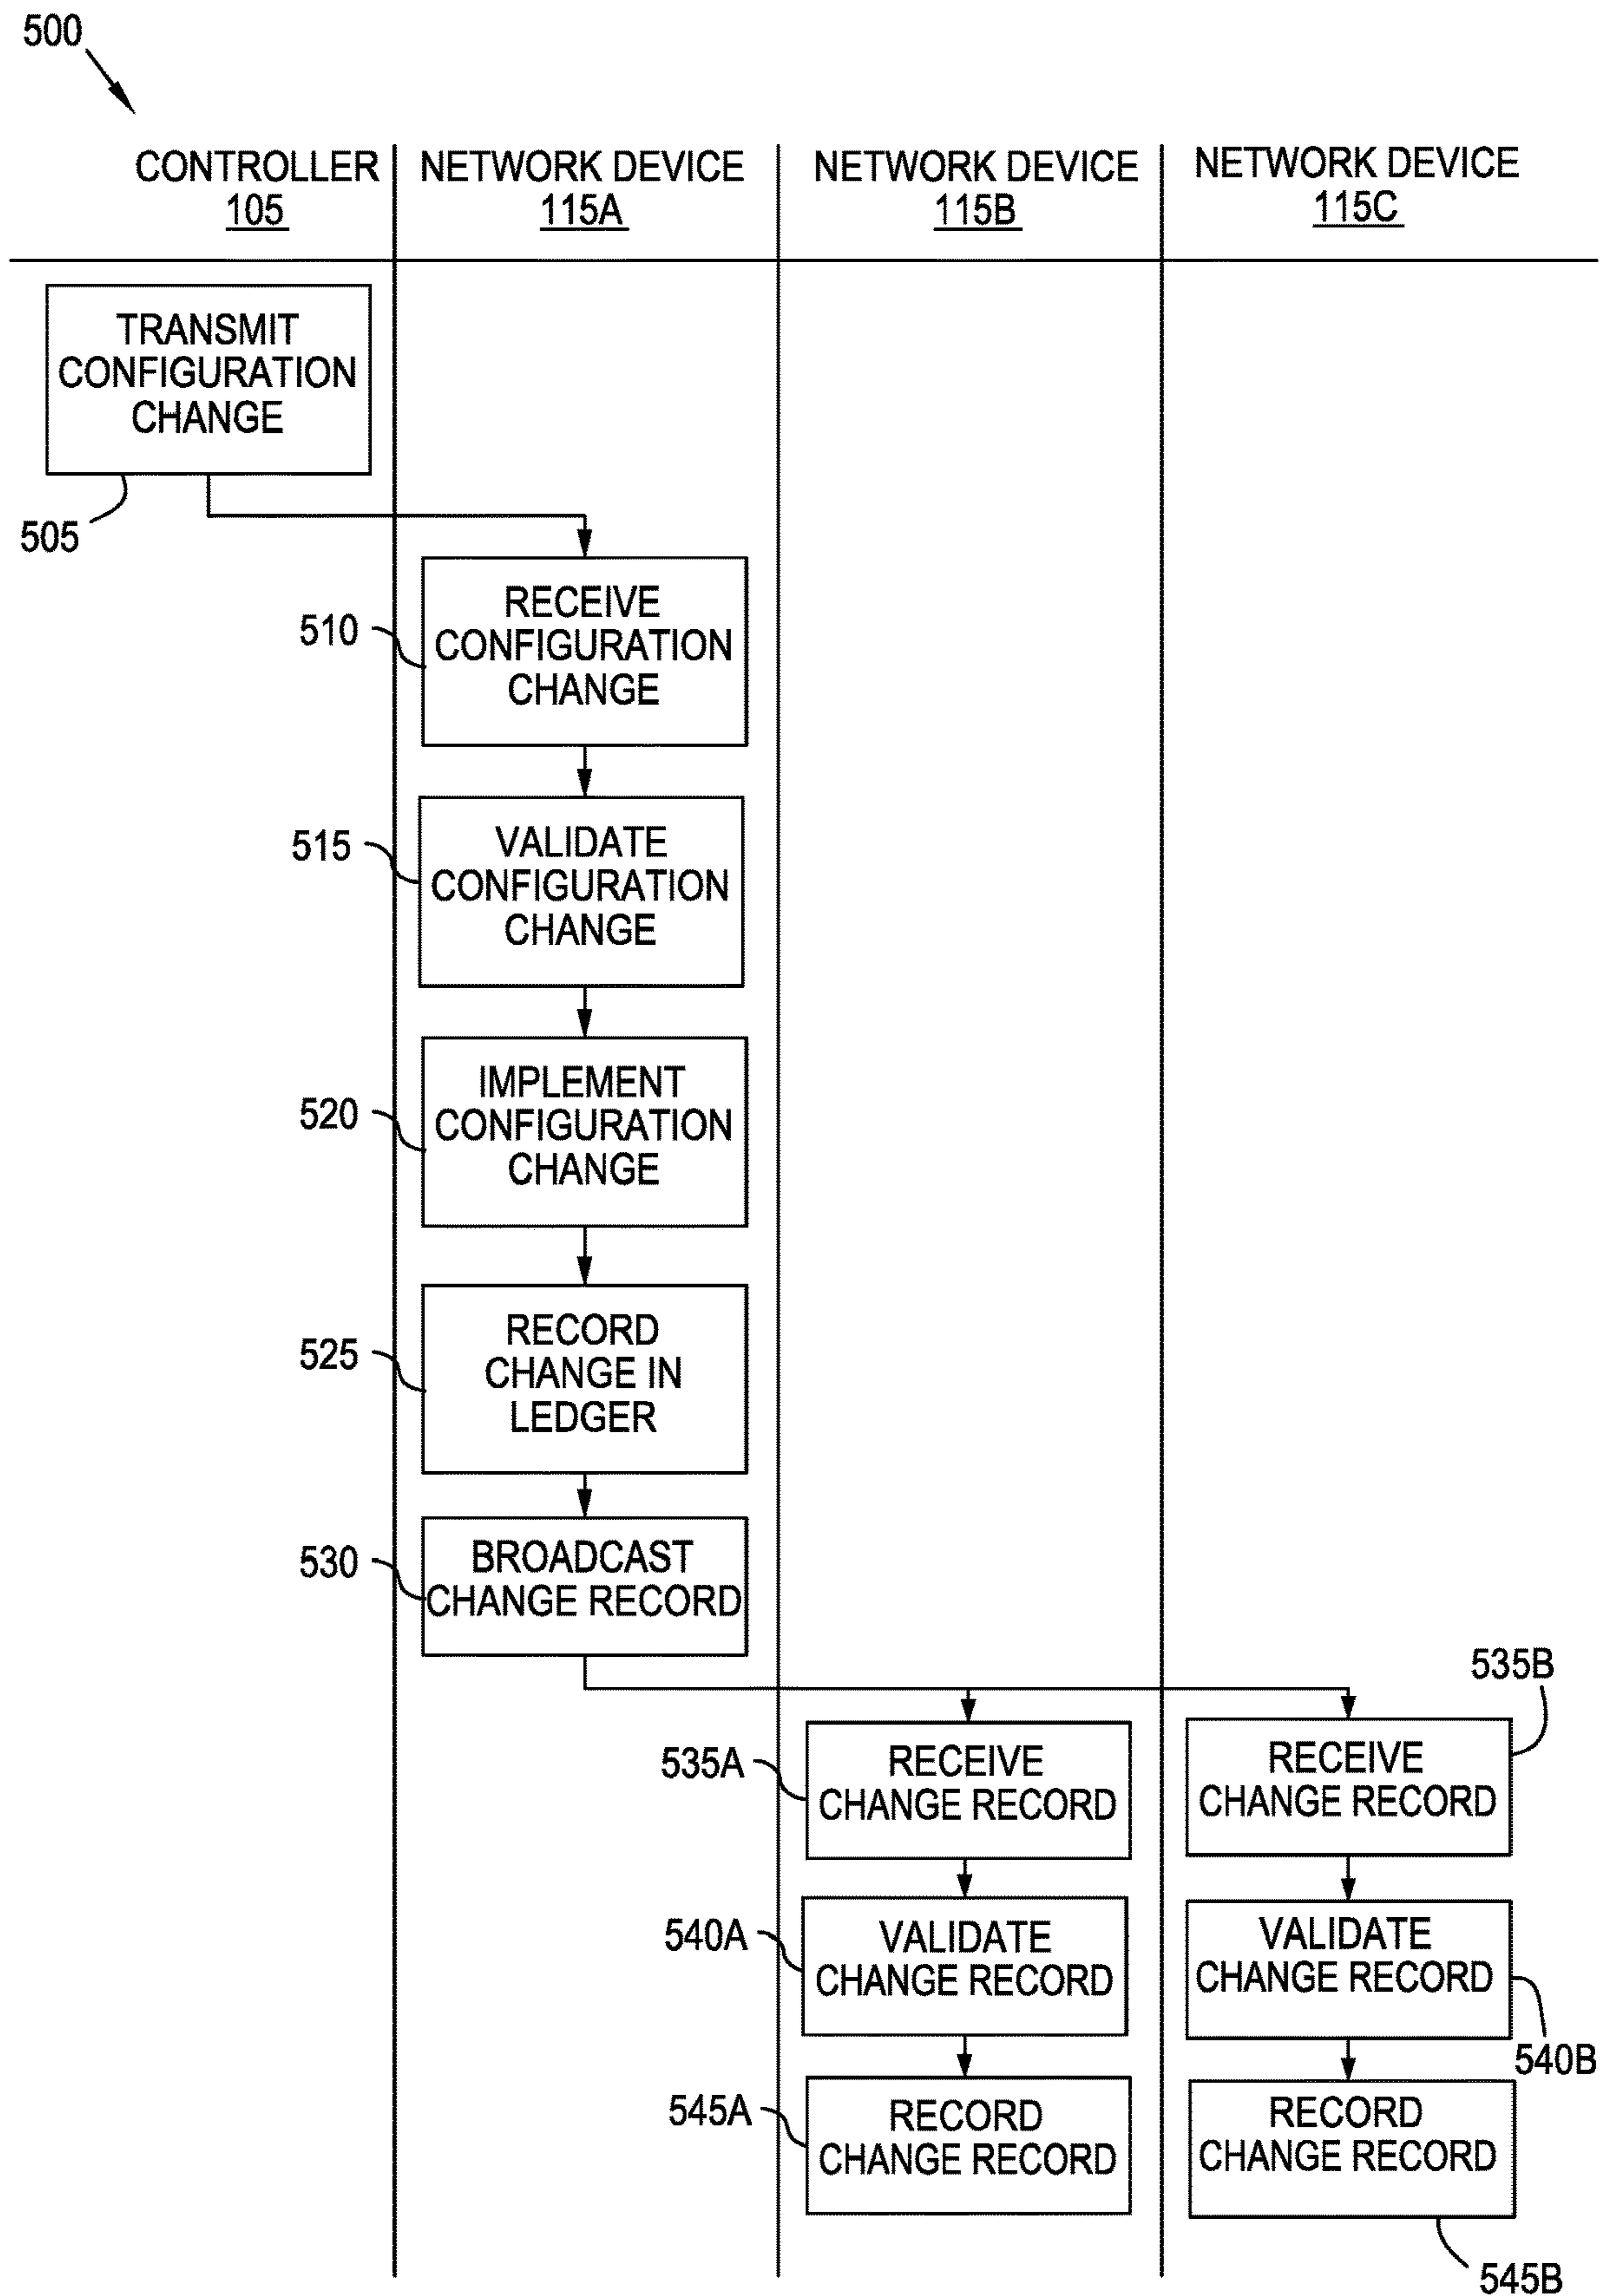 500
CONTROLLER
105
NETWORK DEVICE
115A
NETWORK DEVICE
115B
NETWORK DEVICE
115C
TRANSMIT
CONFIGURATION
CHANGE
505
RECEIVE
CONFIGURATION
CHANGE
510
VALIDATE
CONFIGURATION
CHANGE
515
IMPLEMENT
CONFIGURATION
CHANGE
520
RECORD
CHANGE IN
LEDGER
525
BROADCAST
CHANGE RECORD
530
RECEIVE
CHANGE RECORD
535A
RECEIVE
CHANGE RECORD
535B
VALIDATE
CHANGE RECORD
540A
VALIDATE
CHANGE RECORD
540B
RECORD
CHANGE RECORD
545A
RECORD
CHANGE RECORD
545B